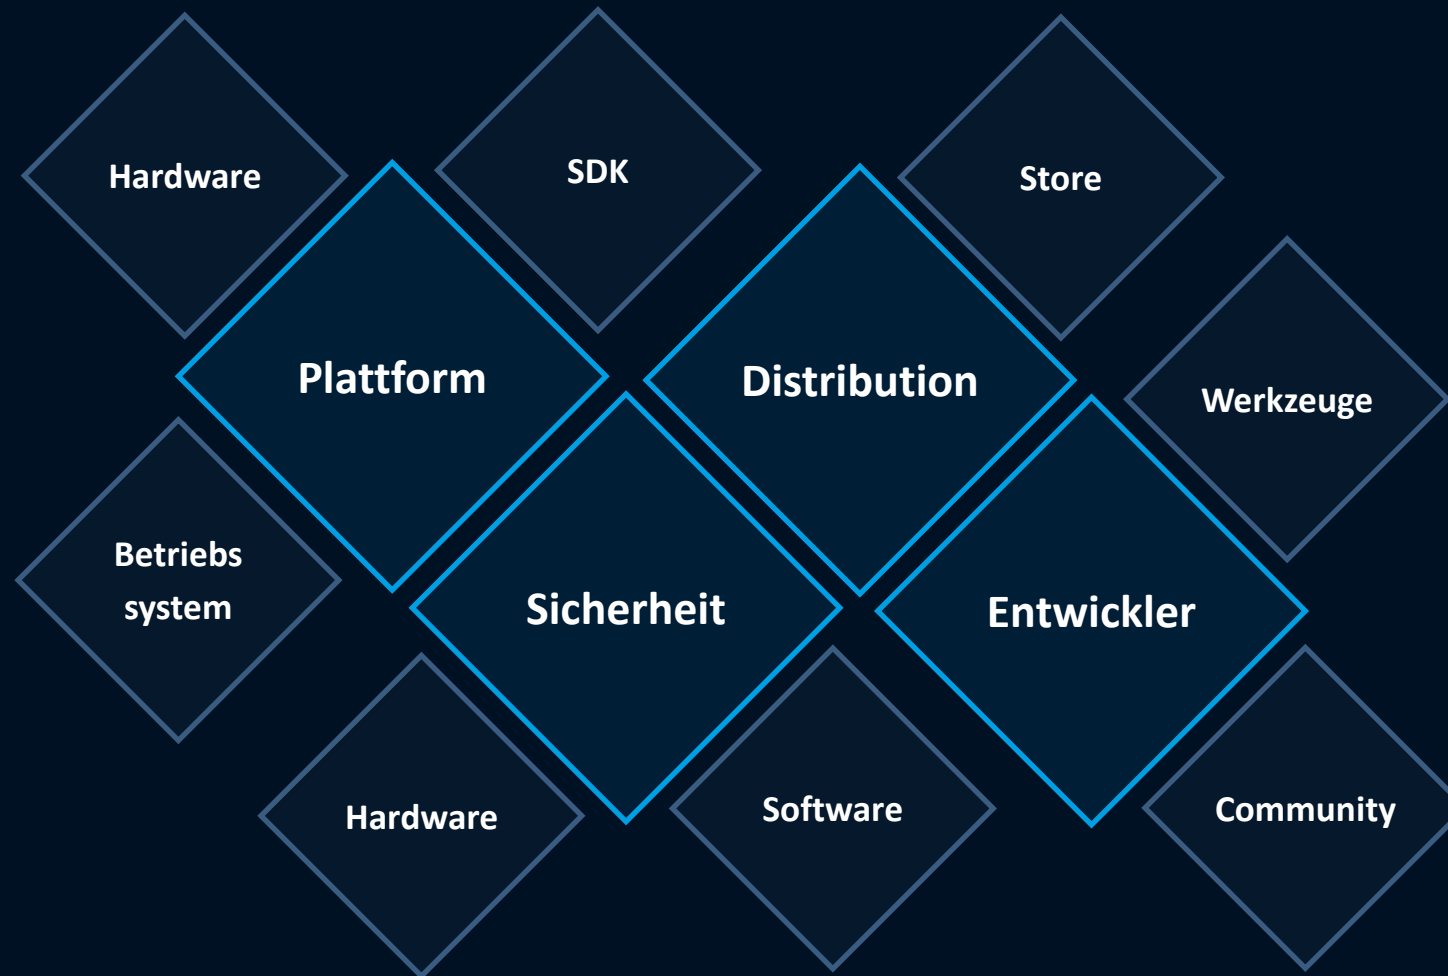 Hardware
SDK
Store
Plattform
Distribution
Werkzeuge
Betriebs
system
Sicherheit
Entwickler
Hardware
Software
Community